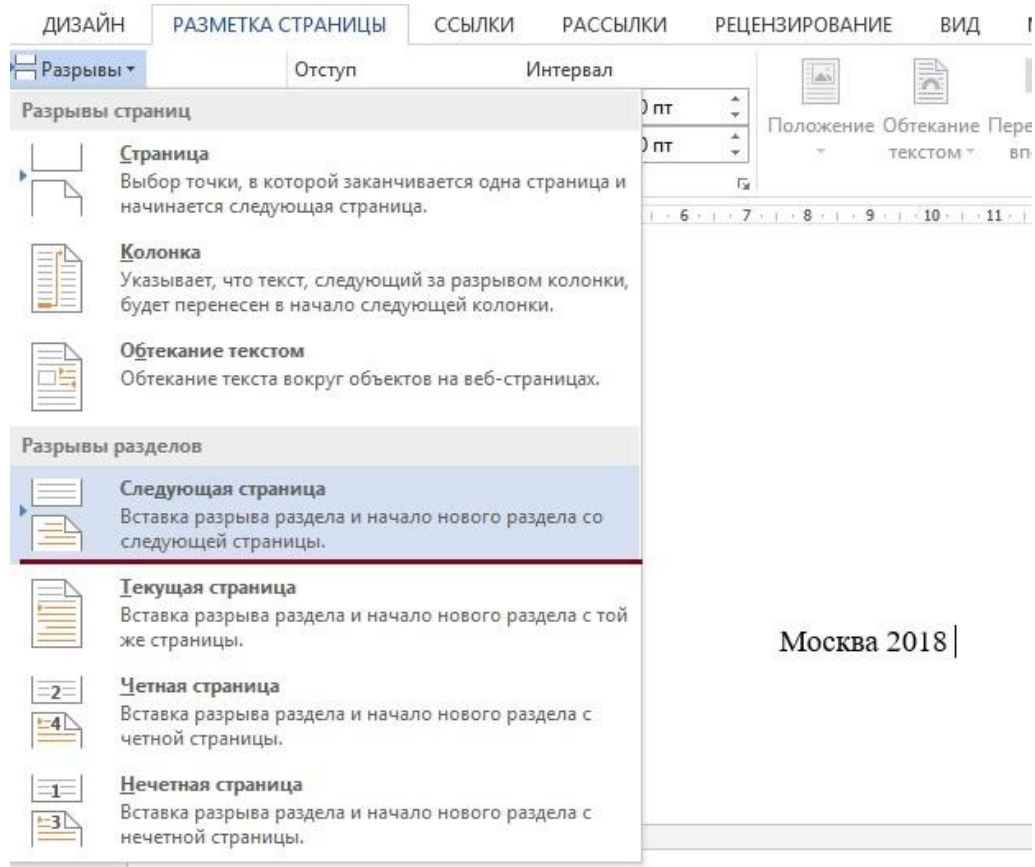 ДИЗАЙН РАЗМЕТКА СТРАНИЦЫ ССЫЛКИ РАССЫЛКИ РЕЦЕНЗИРОВАНИЕ ВИД
Разрывы Отступ Интервал
Разрывы страниц
пт
Положение Обтекание
пт
текстом
Страница
Выбор точки, в которой заканчивается одна страница и
начинается следующая страница.
6 7 8 9 10 11
Колонка
Указывает, что текст, следующий за разрывом колонки,
будет перенесен в начало следующей колонки.
Обтекание текстом
Обтекание текста вокруг объектов на веб-страницах.
Разрывы разделов
Следующая страница
Вставка разрыва раздела и начало нового раздела со
следующей страницы.
Текущая страница
Вставка разрыва раздела и начало нового раздела с той
же страницы.
Москва 2018
2
4
Четная страница
Вставка разрыва раздела и начало нового раздела с
четной страницы.
1
3
Нечетная страница
Вставка разрыва раздела и начало нового раздела с
нечетной страницы.